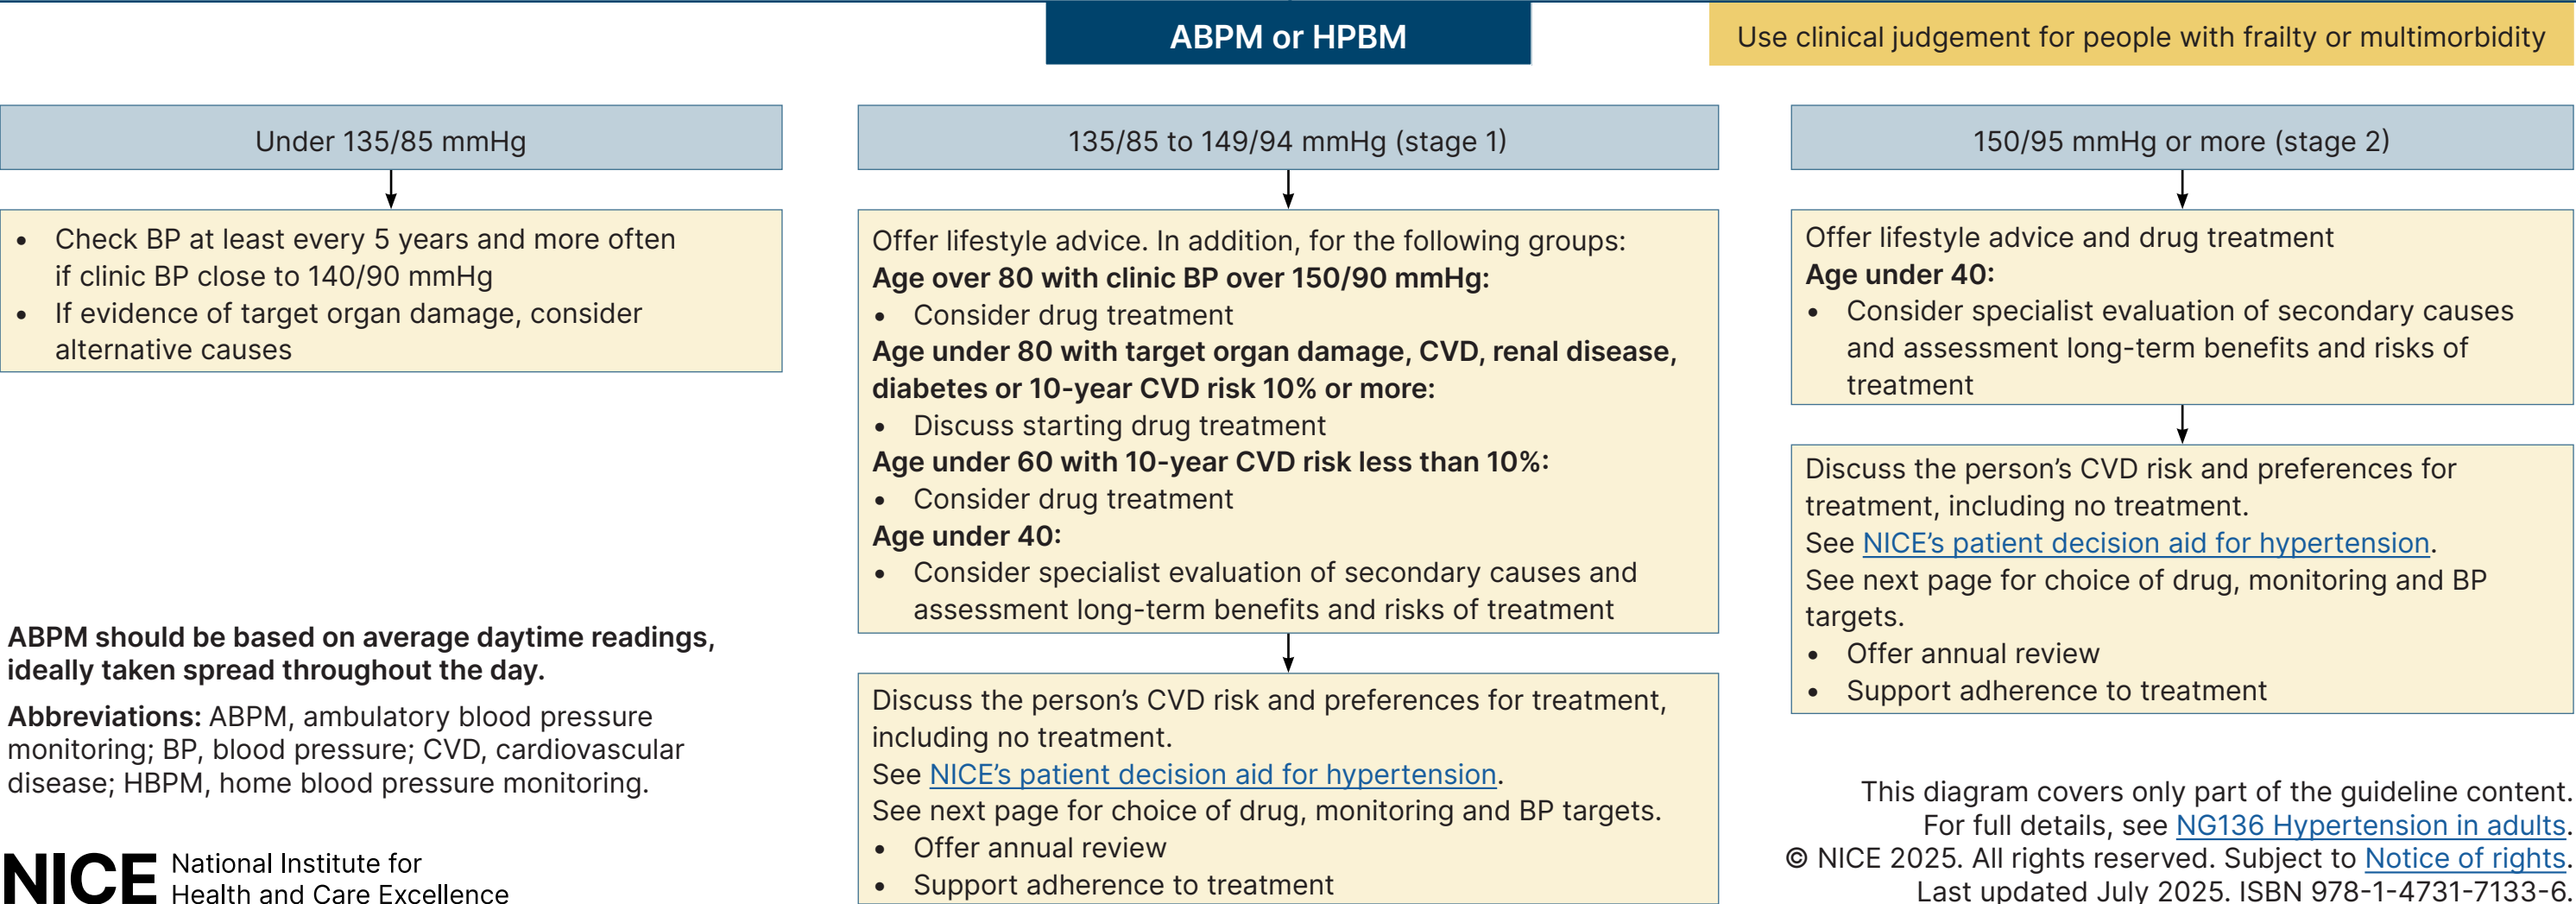 ABPM or HPBM
Use clinical judgement for people with frailty or multimorbidity
Under 135/85 mmHg
• Check BP at least every 5 years and more often
if clinic BP close to 140/90 mmHg
• If evidence of target organ damage, consider
alternative causes
135/85 to 149/94 mmHg (stage 1)
Offer lifestyle advice. In addition, for the following groups:
Age over 80 with clinic BP over 150/90 mmHg:
• Consider drug treatment
Age under 80 with target organ damage, CVD, renal disease,
diabetes or 10-year CVD risk 10% or more:
• Discuss starting drug treatment
Age under 60 with 10-year CVD risk less than 10%:
• Consider drug treatment
Age under 40:
• Consider specialist evaluation of secondary causes and
assessment long-term benefits and risks of treatment
Discuss the person’s CVD risk and preferences for treatment,
including no treatment.
See NICE’s patient decision aid for hypertension.
See next page for choice of drug, monitoring and BP targets.
• Offer annual review
• Support adherence to treatment
150/95 mmHg or more (stage 2)
Offer lifestyle advice and drug treatment
Age under 40:
• Consider specialist evaluation of secondary causes
and assessment long-term benefits and risks of
treatment
Discuss the person’s CVD risk and preferences for
treatment, including no treatment.
See NICE’s patient decision aid for hypertension.
See next page for choice of drug, monitoring and BP
targets.
• Offer annual review
• Support adherence to treatment
ABPM should be based on average daytime readings,
ideally taken spread throughout the day.
Abbreviations: ABPM, ambulatory blood pressure
monitoring; BP, blood pressure; CVD, cardiovascular
disease; HBPM, home blood pressure monitoring.
NICE National Institute for
Health and Care Excellence
This diagram covers only part of the guideline content.
For full details, see NG136 Hypertension in adults.
© NICE 2025. All rights reserved. Subject to Notice of rights.
Last updated July 2025. ISBN 978-1-4731-7133-6.